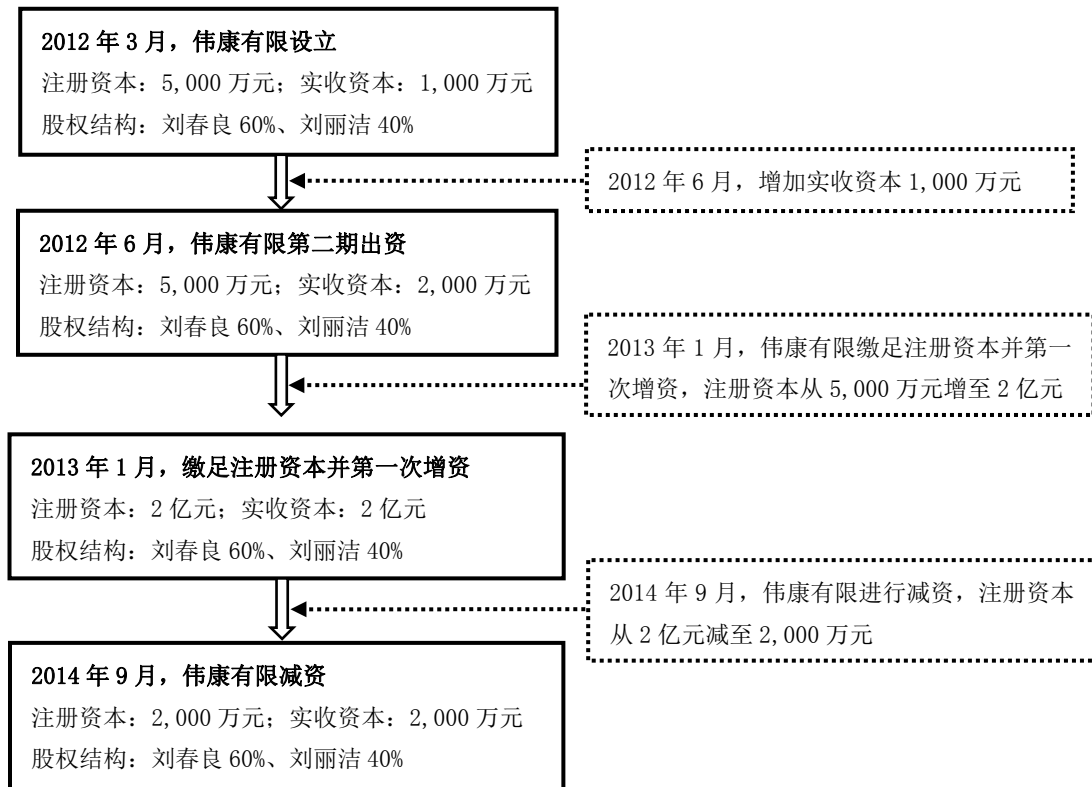 2012 年 3 月，伟康有限设立
注册资本：5,000 万元；实收资本：1,000 万元
股权结构：刘春良 60%、刘丽洁 40%
2012 年 6 月，增加实收资本 1,000 万元
2012 年 6 月，伟康有限第二期出资
注册资本：5,000 万元；实收资本：2,000 万元
股权结构：刘春良 60%、刘丽洁 40%
2013 年 1 月，伟康有限缴足注册资本并第一
次增资，注册资本从 5,000 万元增至 2 亿元
2013 年 1 月，缴足注册资本并第一次增资
注册资本：2 亿元；实收资本：2 亿元
股权结构：刘春良 60%、刘丽洁 40%
2014 年 9 月，伟康有限进行减资，注册资本
从 2 亿元减至 2,000 万元
2014 年 9 月，伟康有限减资
注册资本：2,000 万元；实收资本：2,000 万元
股权结构：刘春良 60%、刘丽洁 40%